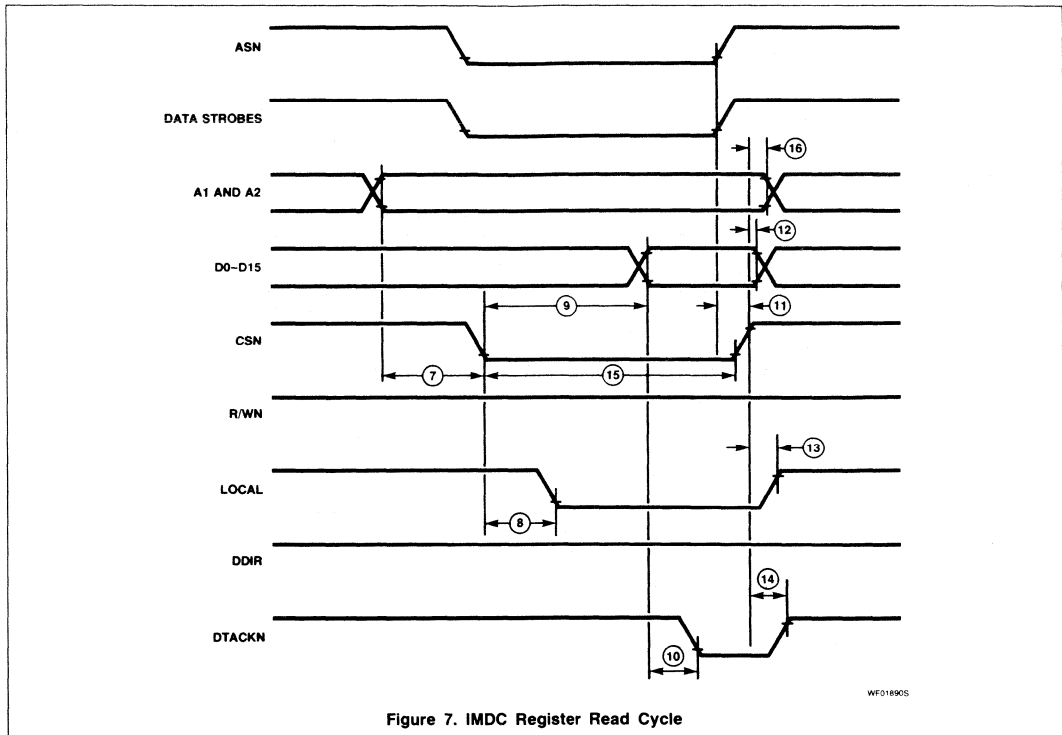 ASN
DATA STROBES
16
A1 AND A2
12
D0~D15
9
11
CSN
7
15
R/WN
13
LOCAL
8
DDIR
14
DTACKN
10
WF01890S
Figure 7. IMDC Register Read Cycle